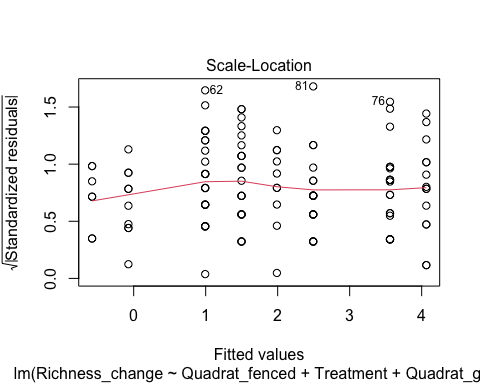 Scale-Location
√|Standardized residuals|
1.5
1.0
0.5
0.0
62
81
76
0 1 2 3 4
Fitted values
lm(Richness_change ~ Quadrat_fenced + Treatment + Quadrat_g